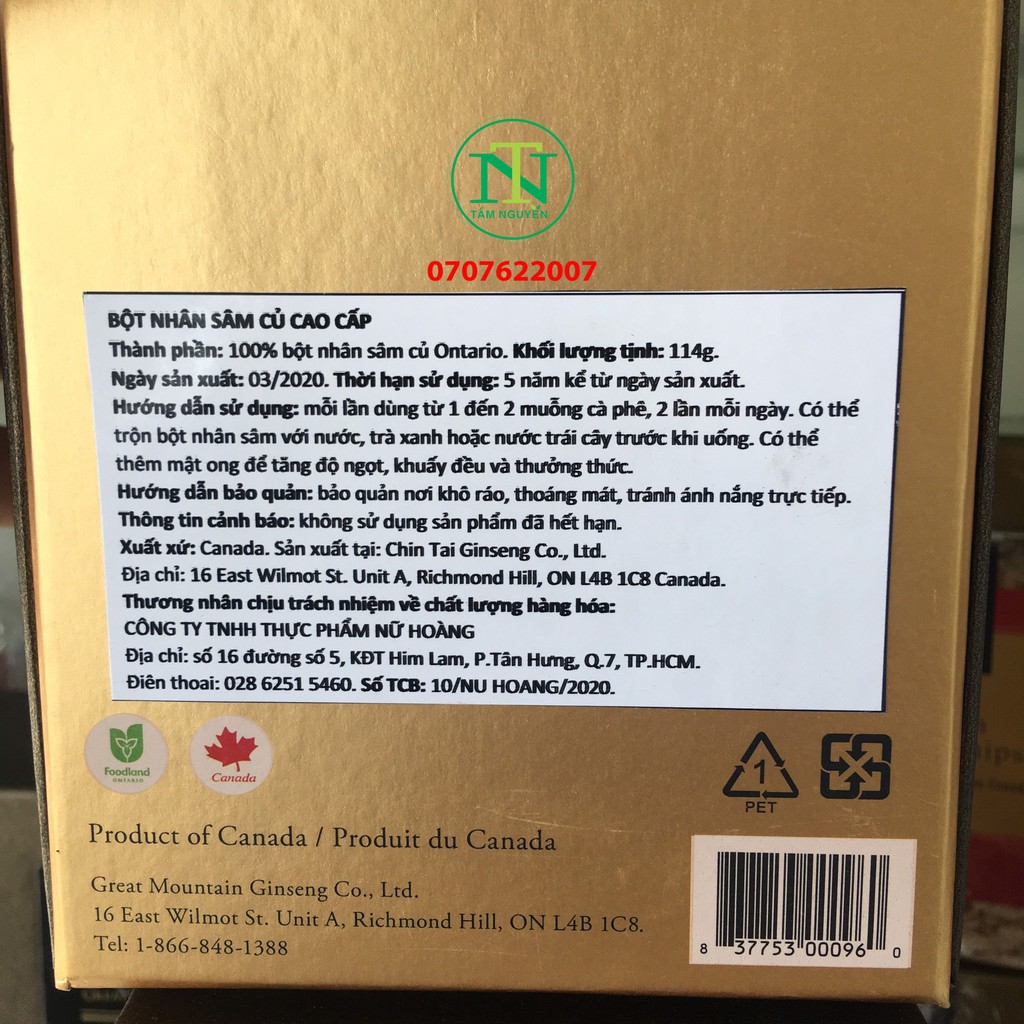 TN
TÂM NGUYỄN
0707622007
BỘT NHÂN SÂM CỦ CAO CẤP
Thành phần: 100% bột nhân sâm củ Ontario. Khối lượng tịnh: 114g.
Ngày sản xuất: 03/2020. Thời hạn sử dụng: 5 năm kể từ ngày sản xuất.
Hướng dẫn sử dụng: mỗi lần dùng từ 1 đến 2 muỗng cà phê, 2 lần mỗi ngày. Có thể
trộn bột nhân sâm với nước, trà xanh hoặc nước trái cây trước khi uống. Có thể
thêm mật ong để tăng độ ngọt, khuấy đều và thưởng thức.
Hướng dẫn bảo quản: bảo quản nơi khô ráo, thoáng mát, tránh ánh nắng trực tiếp.
Thông tin cảnh báo: không sử dụng sản phẩm đã hết hạn.
Xuất xứ: Canada. Sản xuất tại: Chin Tai Ginseng Co., Ltd.
Địa chỉ: 16 East Wilmot St. Unit A, Richmond Hill, ON L4B 1C8 Canada.
Thương nhân chịu trách nhiệm về chất lượng hàng hóa:
CÔNG TY TNHH THỰC PHẨM NỮ HOÀNG
Địa chỉ: số 16 đường số 5, KĐT Him Lam, P.Tân Hưng, Q.7, TP.HCM.
Điên thoai: 028 6251 5460. Số TCB: 10/NU HOANG/2020.
Foodland
ONTARIO
Canada
1
PET
Product of Canada / Produit du Canada
Great Mountain Ginseng Co., Ltd.
16 East Wilmot St. Unit A, Richmond Hill, ON L4B 1C8.
Tel: 1-866-848-1388
8 37753 00096 0